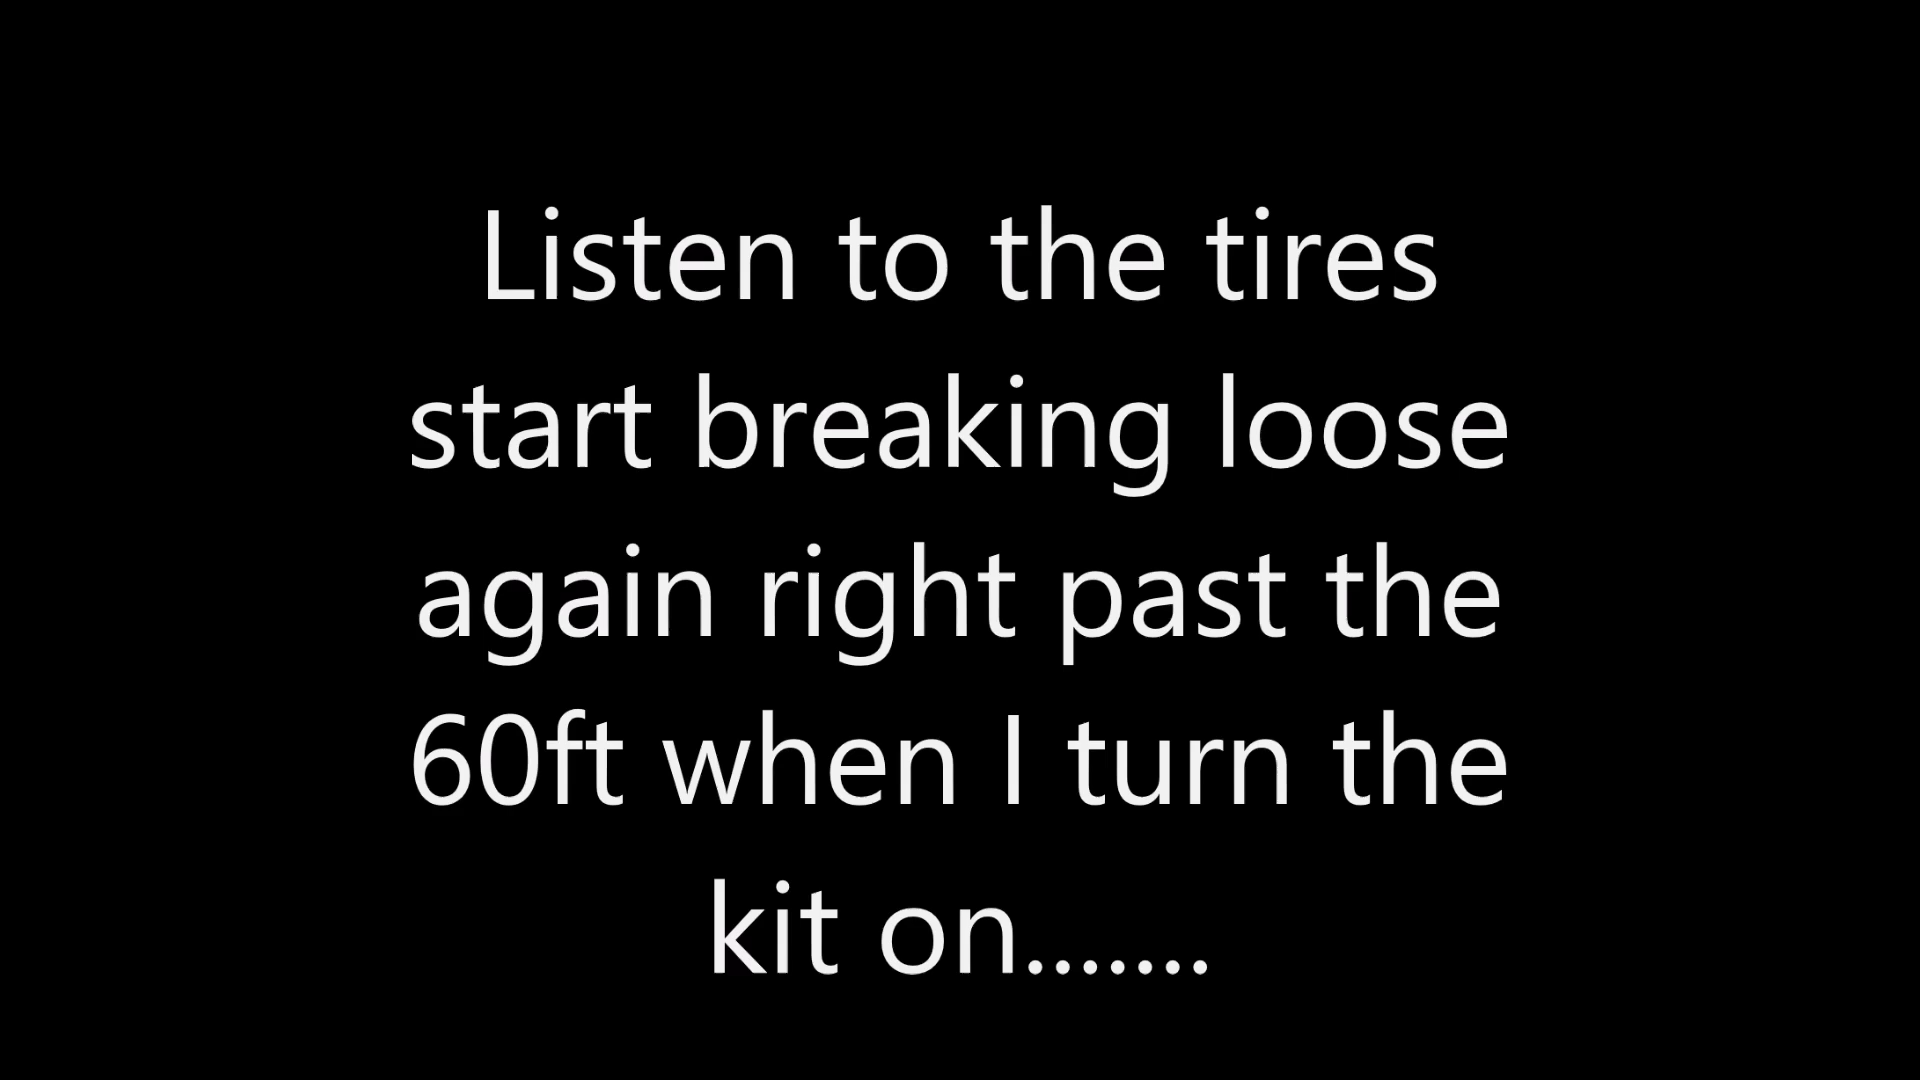 Listen to the tires
start breaking loose
again right past the
60ft when I turn the
kit on.......